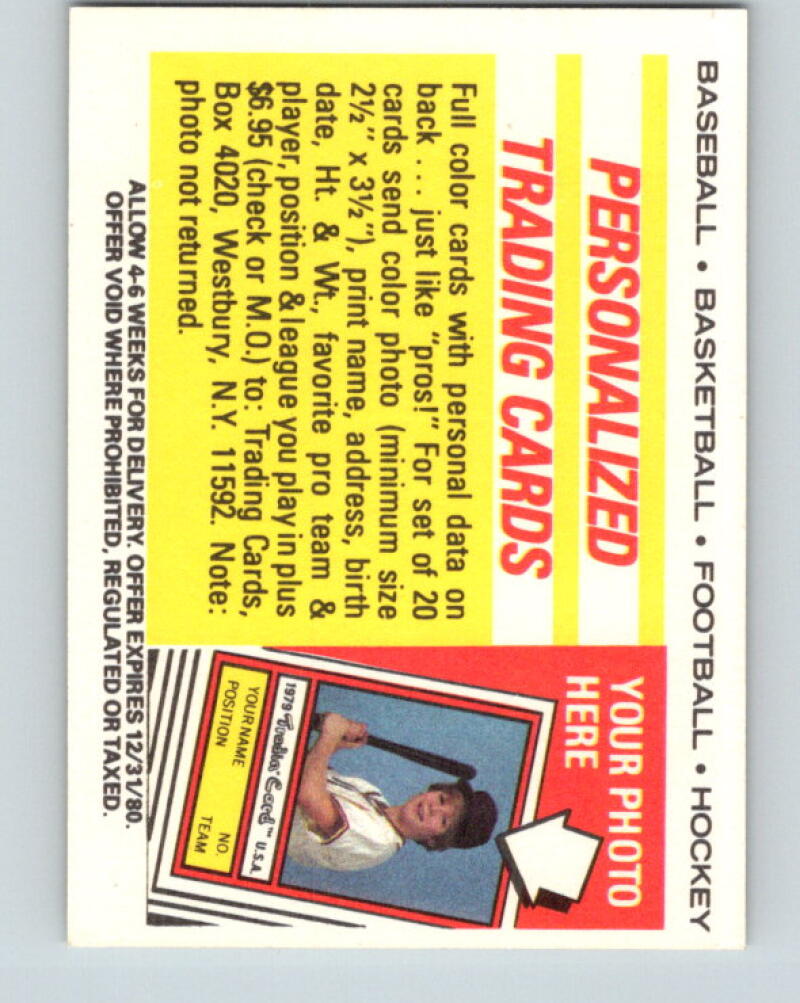 BASEBALL • BASKETBALL • FOOTBALL • HOCKEY
PERSONALIZED
TRADING CARDS
Full color cards with personal data on
back ... just like "pros!" For set of 20
cards send color photo (minimum size
2½" x 3½"), print name, address, birth
date, Ht. & Wt., favorite pro team &
player, position & league you play in plus
$6.95 (check or M.O.) to: Trading Cards,
Box 4020, Westbury, N.Y. 11592. Note:
photo not returned.
YOUR PHOTO
HERE
1979 Tradin' Card™ U.S.A.
YOUR NAME NO.
POSITION TEAM
ALLOW 4-6 WEEKS FOR DELIVERY. OFFER EXPIRES 12/31/80.
OFFER VOID WHERE PROHIBITED, REGULATED OR TAXED.